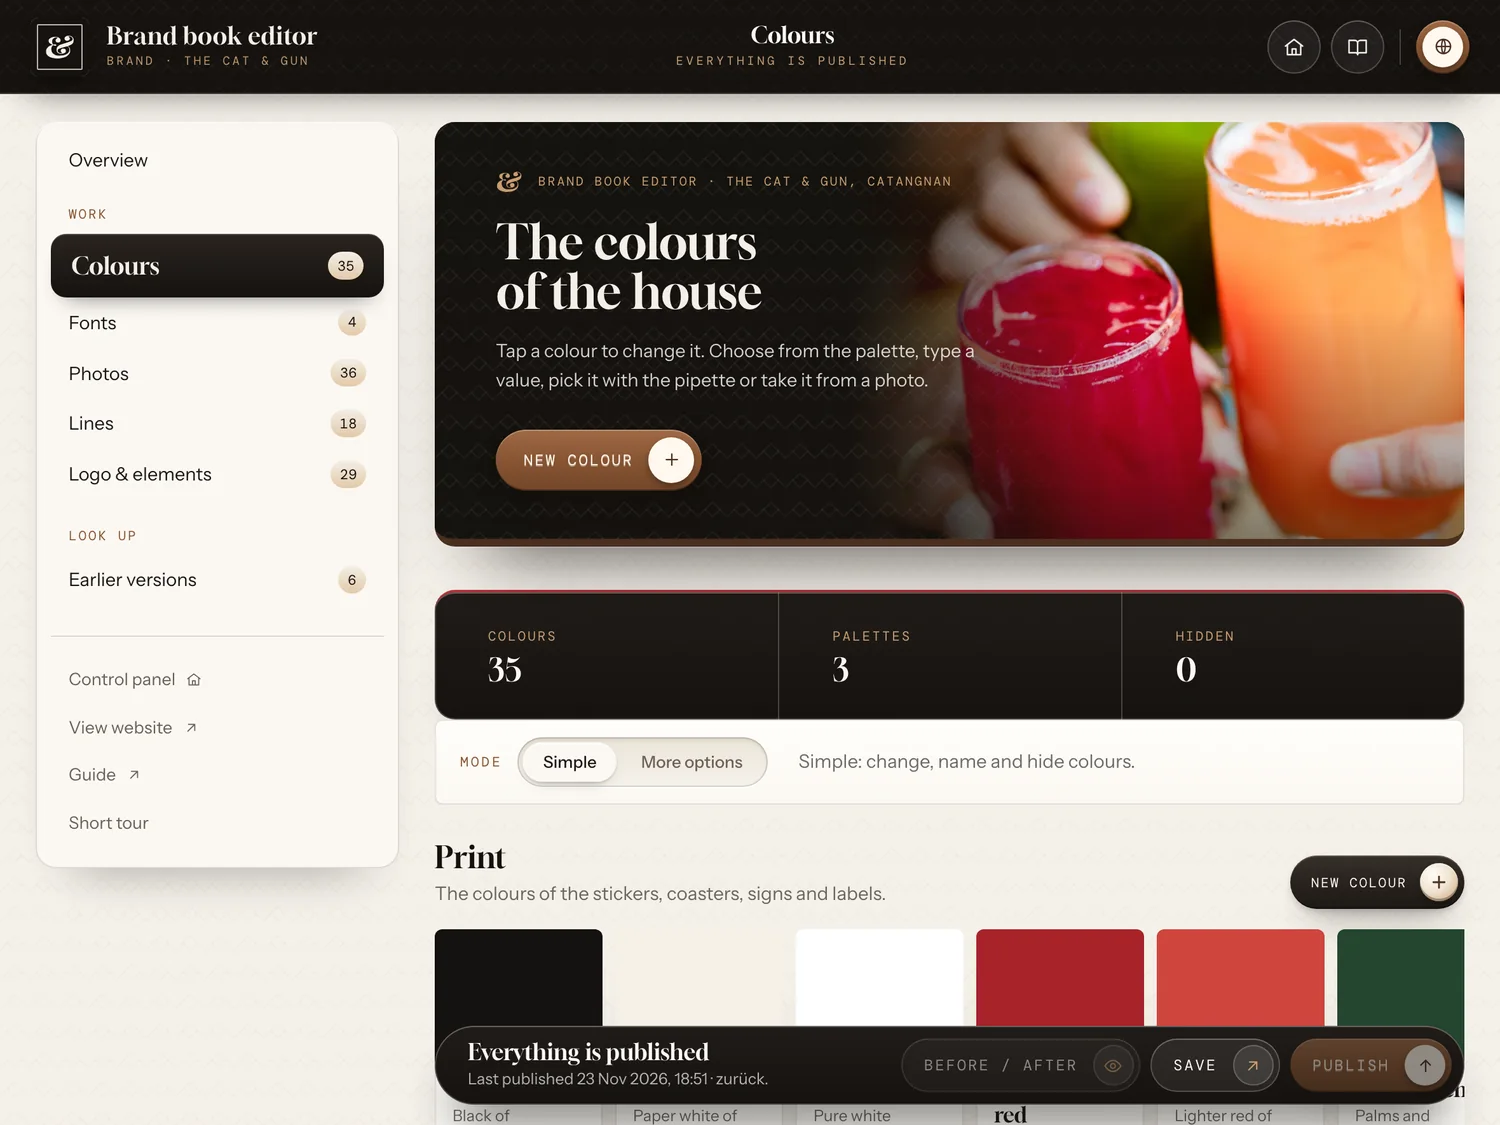 &
Brand book editor
BRAND · THE CAT & GUN
Colours
EVERYTHING IS PUBLISHED
Overview
WORK
Colours 35
Fonts 4
Photos 36
Lines 18
Logo & elements 29
LOOK UP
Earlier versions 6
Control panel
View website
Guide
Short tour
& BRAND BOOK EDITOR · THE CAT & GUN, CATANGNAN
The colours
of the house
Tap a colour to change it. Choose from the palette, type a
value, pick it with the pipette or take it from a photo.
NEW COLOUR
COLOURS
35
PALETTES
3
HIDDEN
0
MODE Simple More options Simple: change, name and hide colours.
Print
The colours of the stickers, coasters, signs and labels.
NEW COLOUR
Everything is published
Last published 23 Nov 2026, 18:51 · zurück.
BEFORE / AFTER
SAVE
PUBLISH
Black of
Paper white of
Pure white
red
Lighter red of
Palms and